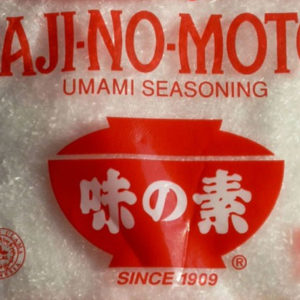 AJI-NO-MOTO
UMAMI SEASONING
味の素
®
SINCE 1909